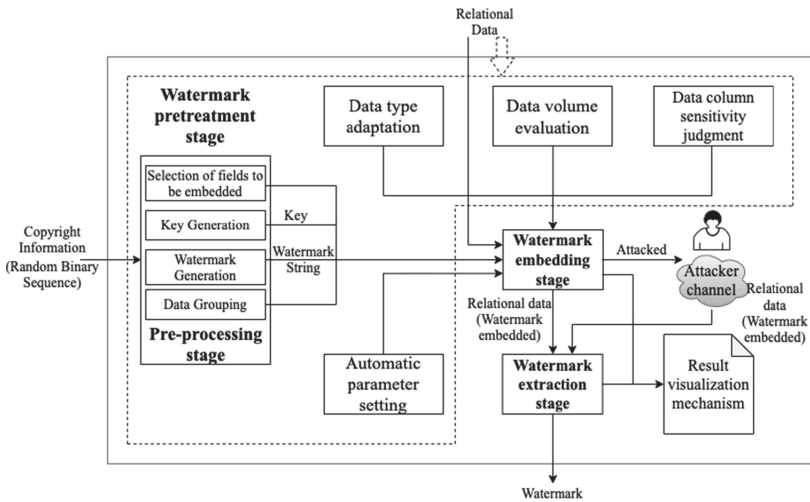 Relational
Data
Watermark
pretreatment
stage
Data type
adaptation
Data volume
evaluation
Data column
sensitivity
judgment
Selection of fields to
be embedded
Key Generation
Key
Copyright
Information
(Random Binary
Sequence)
Watermark
Generation
Watermark
String
Data Grouping
Pre-processing
stage
Watermark
embedding
stage
Attacked
Attacker
channel
Relational
data
(Watermark
embedded)
Relational data
(Watermark
embedded)
Automatic
parameter
setting
Watermark
extraction
stage
Result
visualization
mechanism
Watermark